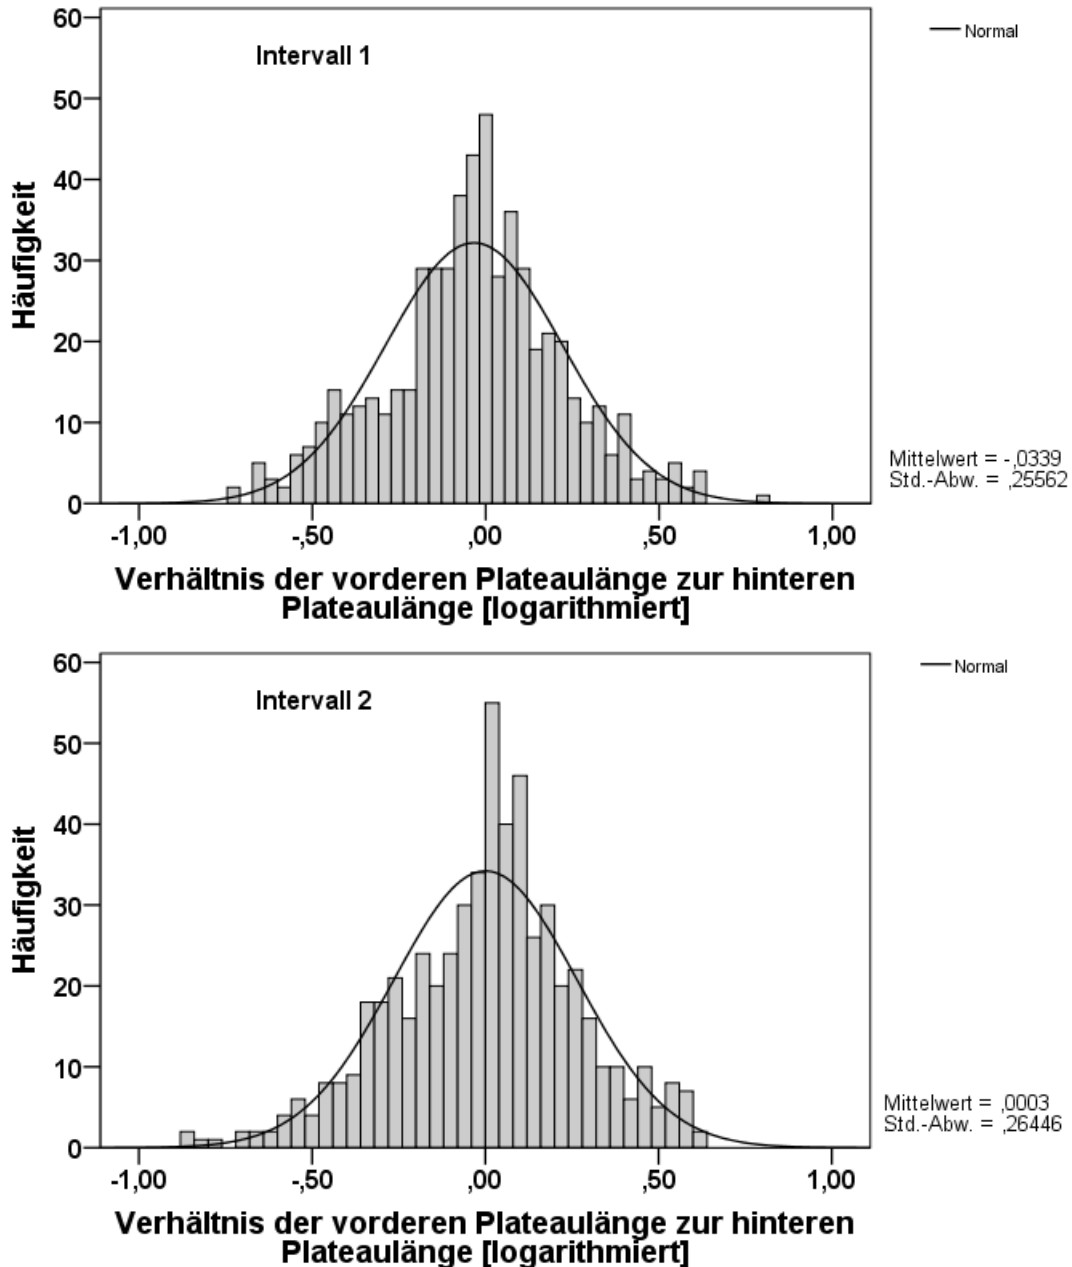 60
Intervall 1
Normal
50
40
30
20
10
0
Häufigkeit
Mittelwert = -,0339
Std.-Abw. = ,25562
-1,00 -,50 ,00 ,50 1,00
Verhältnis der vorderen Plateaulänge zur hinteren
Plateaulänge [logarithmiert]
60
Intervall 2
Normal
50
40
30
20
10
0
Häufigkeit
Mittelwert = ,0003
Std.-Abw. = ,26446
-1,00 -,50 ,00 ,50 1,00
Verhältnis der vorderen Plateaulänge zur hinteren
Plateaulänge [logarithmiert]